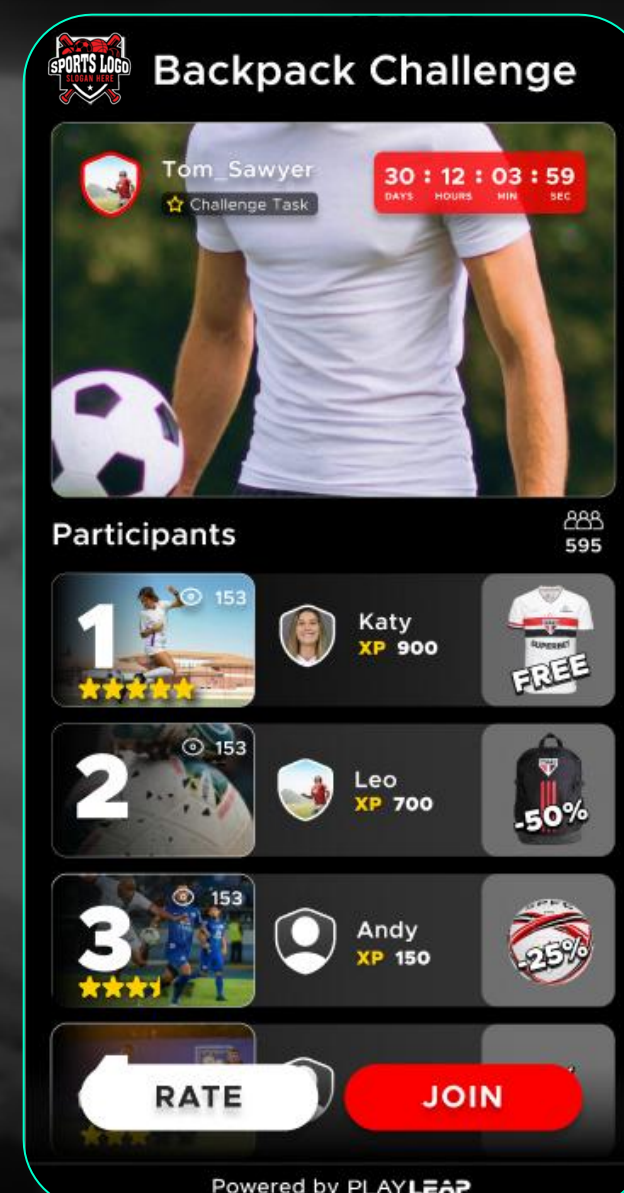 SPORTS LOGO
SLOGAN HERE
Backpack Challenge
Tom_Sawyer
Challenge Task
30 : 12 : 03 : 59
DAYS HOURS MIN SEC
Participants
595
1
153
Katy
XP 900
SUPERBET
FREE
2
153
Leo
XP 700
-50%
3
153
Andy
XP 150
SPFC
-25%
RATE
JOIN
Powered by PLAYLEAP